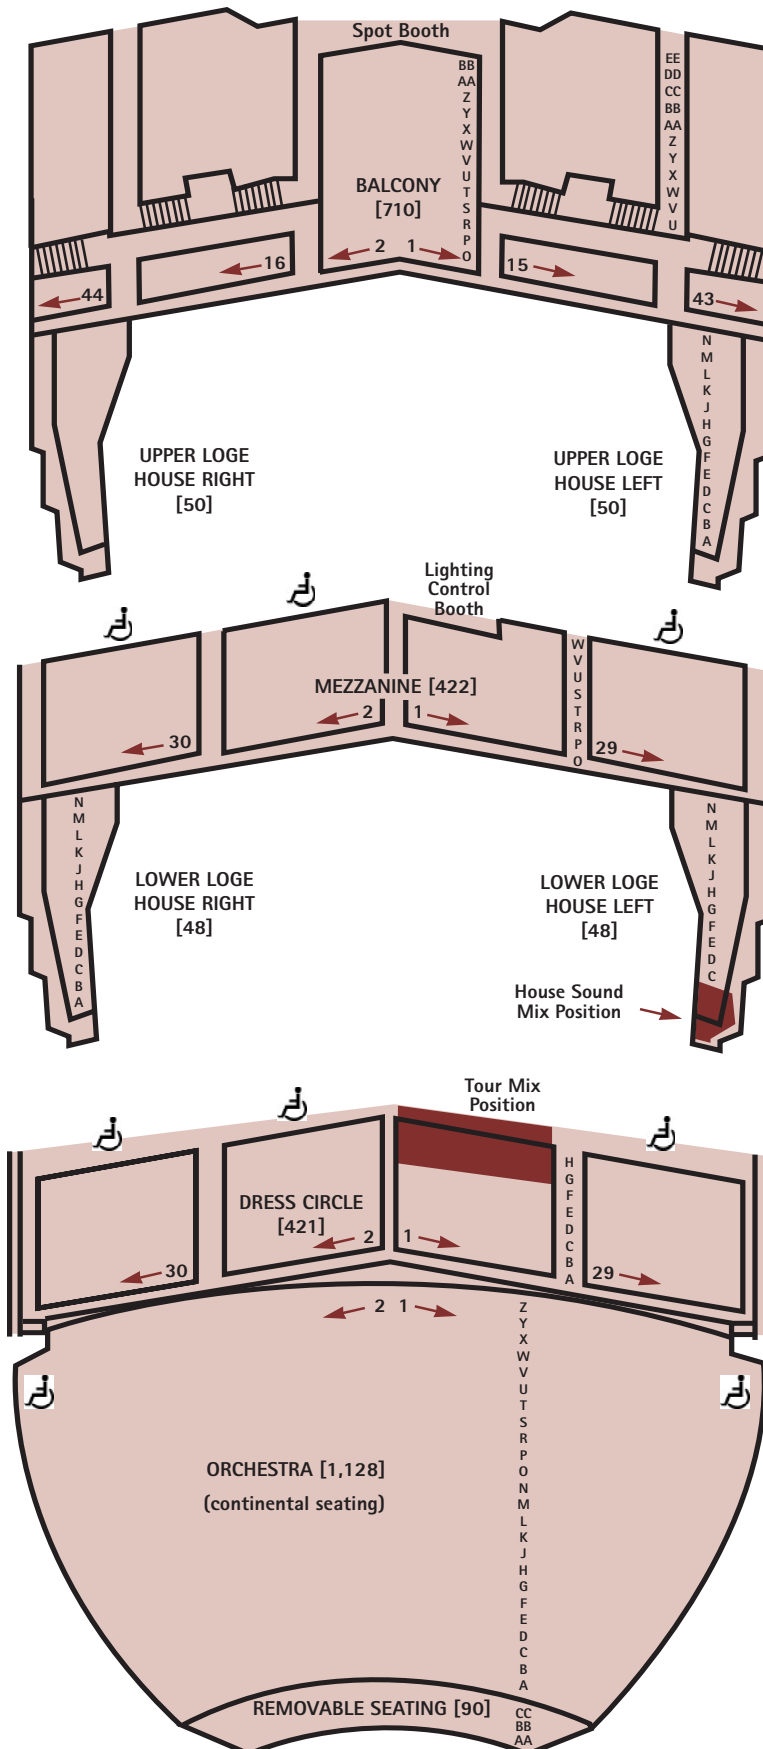 Spot Booth
BB
AA
Z
Y
X
W
V
U
T
S
R
P
O
EE
DD
CC
BB
AA
Z
Y
X
W
V
U
BALCONY
[710]
2 1
16
15
44
43
N
M
L
K
J
H
G
F
E
D
C
B
A
UPPER LOGE
HOUSE RIGHT
[50]
UPPER LOGE
HOUSE LEFT
[50]
Lighting
Control
Booth
W
V
U
S
T
R
P
O
MEZZANINE [422]
2 1
30
29
N
M
L
K
J
H
G
F
E
D
C
B
A
N
M
L
K
J
H
G
F
E
D
C
LOWER LOGE
HOUSE RIGHT
[48]
LOWER LOGE
HOUSE LEFT
[48]
House Sound
Mix Position
Tour Mix
Position
H
G
F
E
D
C
B
A
DRESS CIRCLE
[421]
2 1
30
29
2 1
Z
Y
X
W
V
U
T
S
R
P
O
N
M
L
K
J
H
G
F
E
D
C
B
A
ORCHESTRA [1,128]
(continental seating)
REMOVABLE SEATING [90]
CC
BB
AA